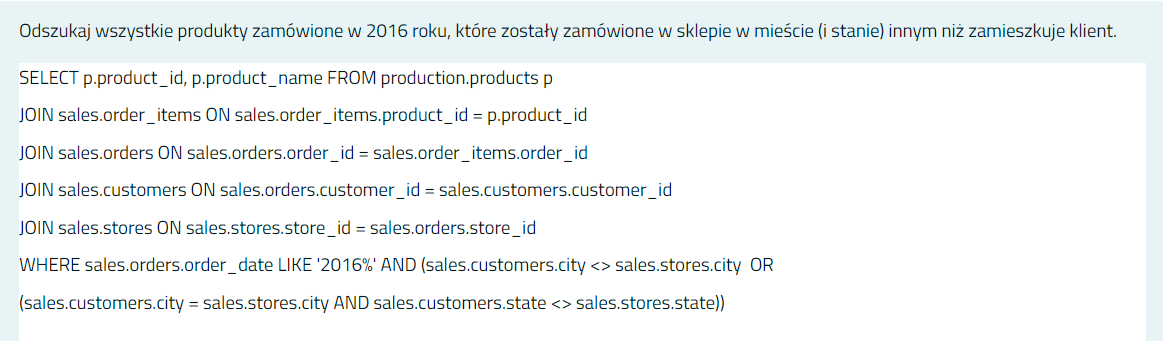 Odszukaj wszystkie produkty zamówione w 2016 roku, które zostały zamówione w sklepie w mieście (i stanie) innym niż zamieszkuje klient.
SELECT p.product_id, p.product_name FROM production.products p
JOIN sales.order_items ON sales.order_items.product_id = p.product_id
JOIN sales.orders ON sales.orders.order_id = sales.order_items.order_id
JOIN sales.customers ON sales.orders.customer_id = sales.customers.customer_id
JOIN sales.stores ON sales.stores.store_id = sales.orders.store_id
WHERE sales.orders.order_date LIKE '2016%' AND (sales.customers.city <> sales.stores.city  OR
(sales.customers.city = sales.stores.city AND sales.customers.state <> sales.stores.state))